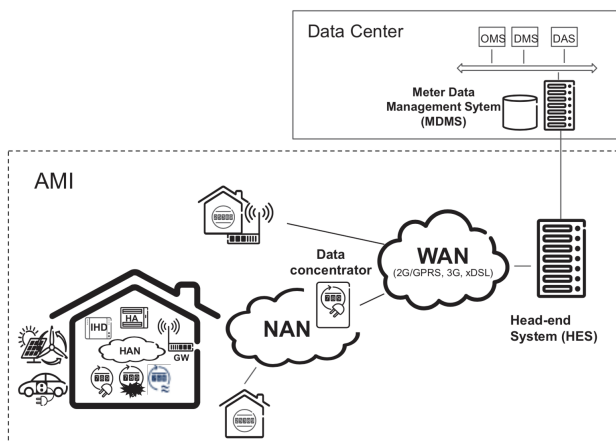 Data Center
OMS DMS DAS
Meter Data
Management Sytem
(MDMS)
AMI
Data
concentrator
WAN
(2G/GPRS, 3G, xDSL)
NAN
Head-end
System (HES)
IHD
HA
HAN
GW